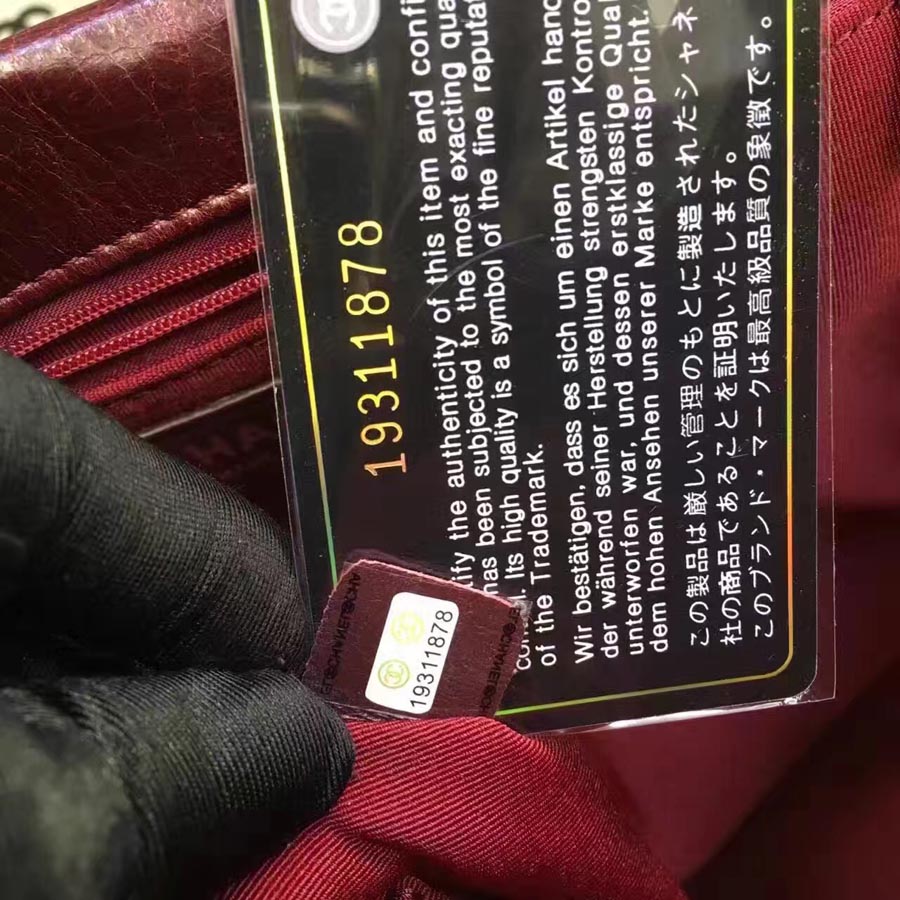 19311878
ify the authenticity of this item and confi
has been subjected to the most exacting qua
Its high quality is a symbol of the fine reputa
of the Trademark.
Wir bestätigen, dass es sich um einen Artikel hand
der während seiner Herstellung strengsten Kontro
unterworfen war, und dessen erstklassige Qual
dem hohen Ansehen unserer Marke entspricht.
この製品は厳しい管理のもとに製造されたシャネ
社の商品であることを証明いたします。
このブランド・マークは最高級品質の象徴です。
19311878